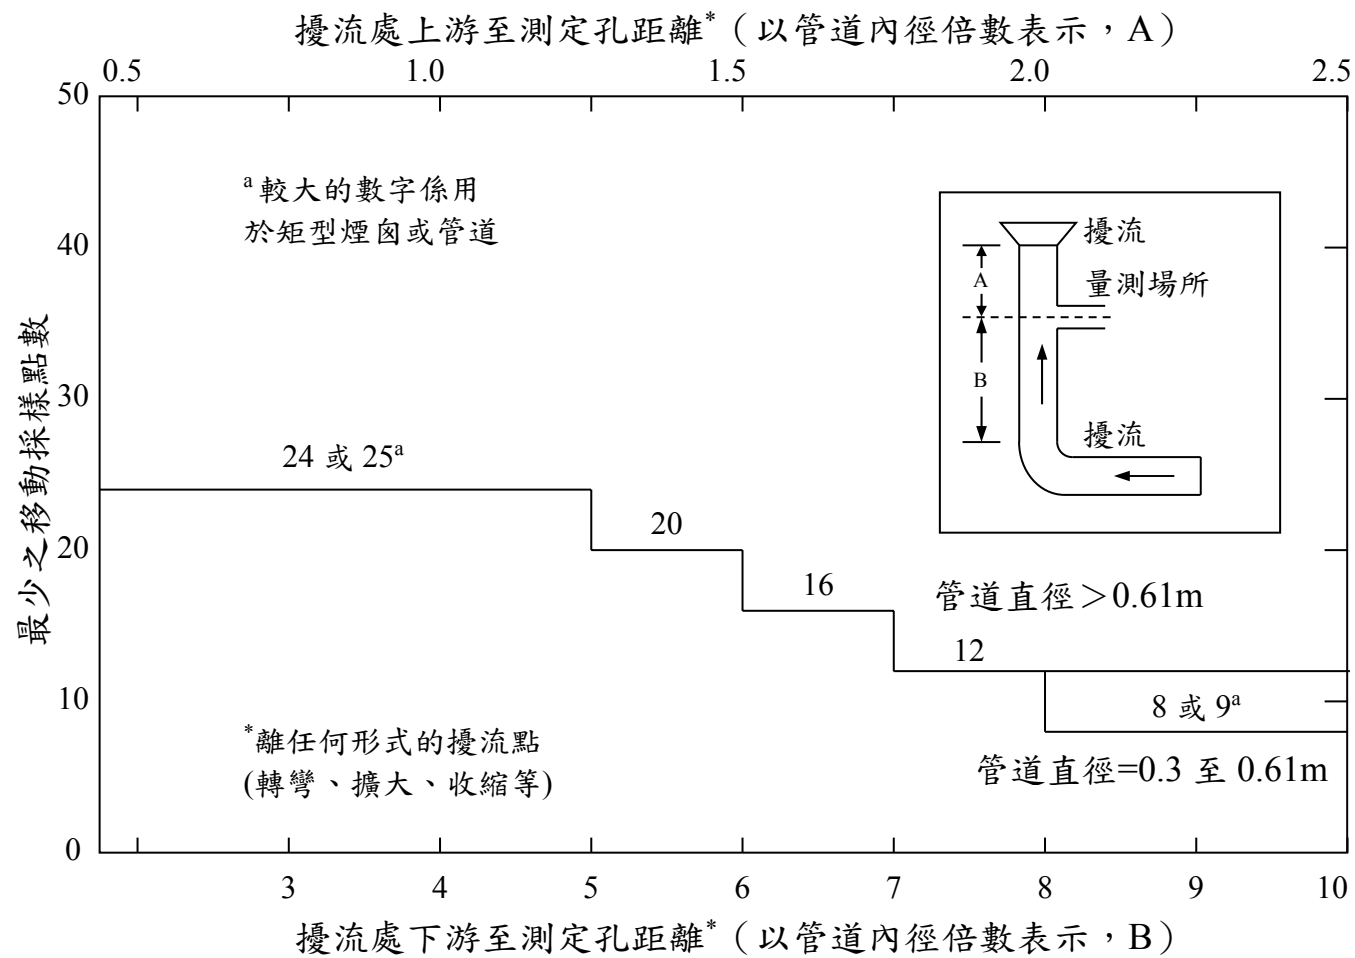 擾流處上游至測定孔距離*（以管道內徑倍數表示，A）
0.5 1.0 1.5 2.0 2.5
50
40
30
20
10
0
最少之移動採樣點數
a 較大的數字係用
於矩型煙囪或管道
擾流
A
量測場所
B
擾流
24 或 25a
20
16
管道直徑＞0.61m
12
8 或 9a
*離任何形式的擾流點
(轉彎、擴大、收縮等)
管道直徑=0.3 至 0.61m
3 4 5 6 7 8 9 10
擾流處下游至測定孔距離*（以管道內徑倍數表示，B）